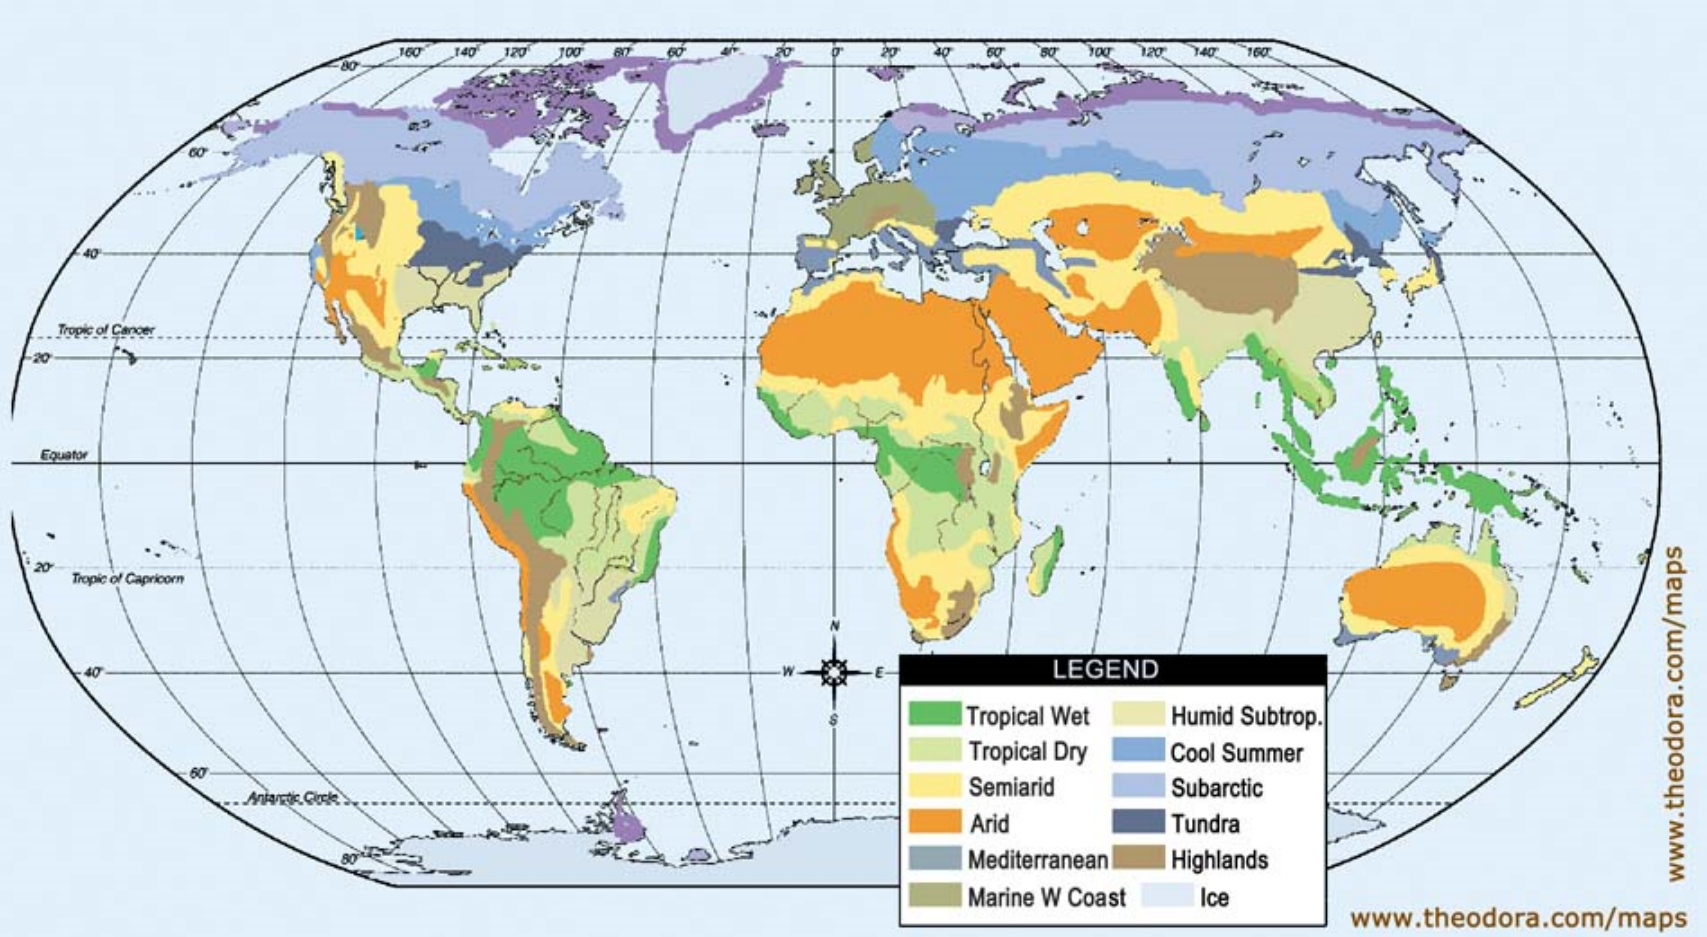 160° 140° 120° 100° 80° 60° 40° 20° 0° 20° 40° 60° 80° 100° 120° 140° 160°
80°
60°
40°
Tropic of Cancer
20°
Equator
20°
Tropic of Capricorn
N
W E
S
40°
60°
Antarctic Circle
80°
LEGEND
Tropical Wet
Tropical Dry
Semiarid
Arid
Mediterranean
Marine W Coast
Humid Subtrop.
Cool Summer
Subarctic
Tundra
Highlands
Ice
www.theodora.com/maps
www.theodora.com/maps